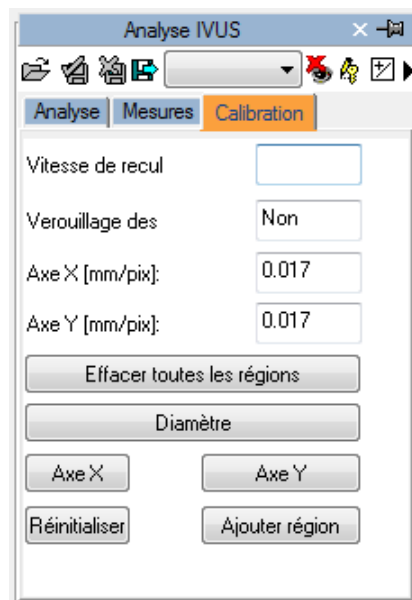 Analyse IVUS
Analyse Mesures Calibration
Vitesse de recul
Verouillage des Non
Axe X [mm/pix]: 0.017
Axe Y [mm/pix]: 0.017
Effacer toutes les régions
Diamètre
Axe X Axe Y
Réinitialiser Ajouter région